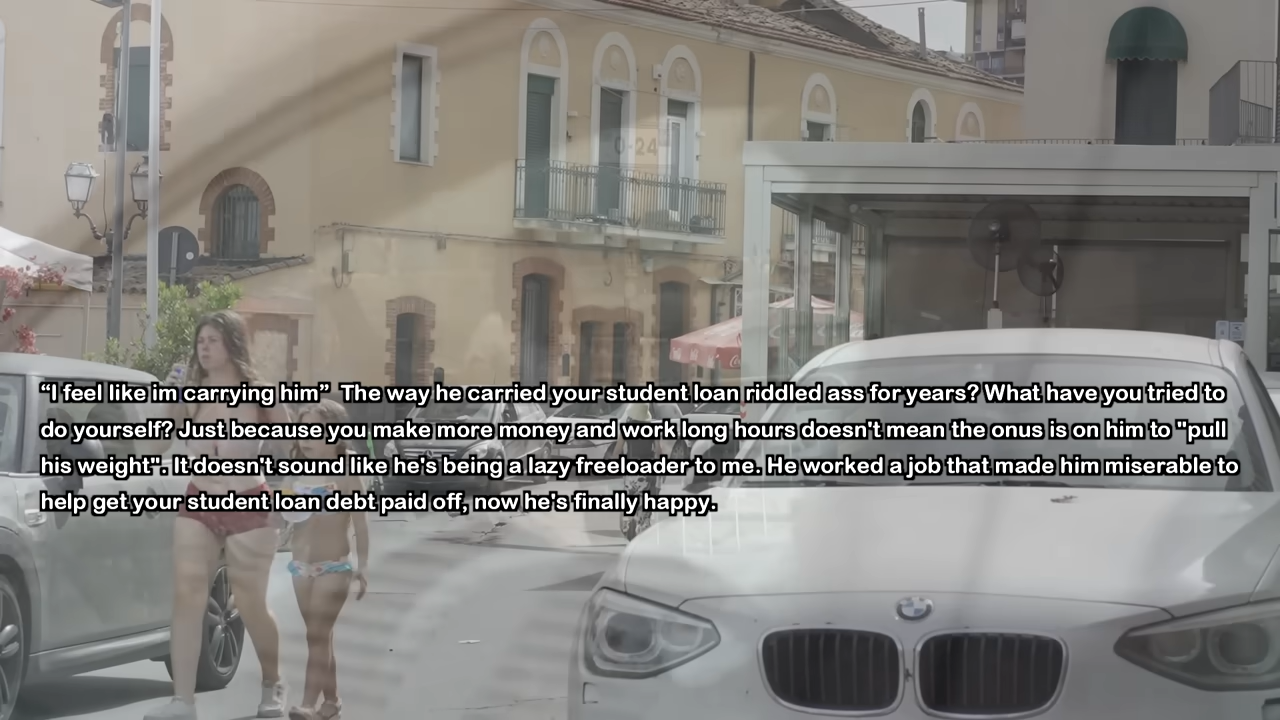 0-24
“I feel like im carrying him”  The way he carried your student loan riddled ass for years? What have you tried to
do yourself? Just because you make more money and work long hours doesn't mean the onus is on him to "pull
his weight". It doesn't sound like he's being a lazy freeloader to me. He worked a job that made him miserable to
help get your student loan debt paid off, now he's finally happy.